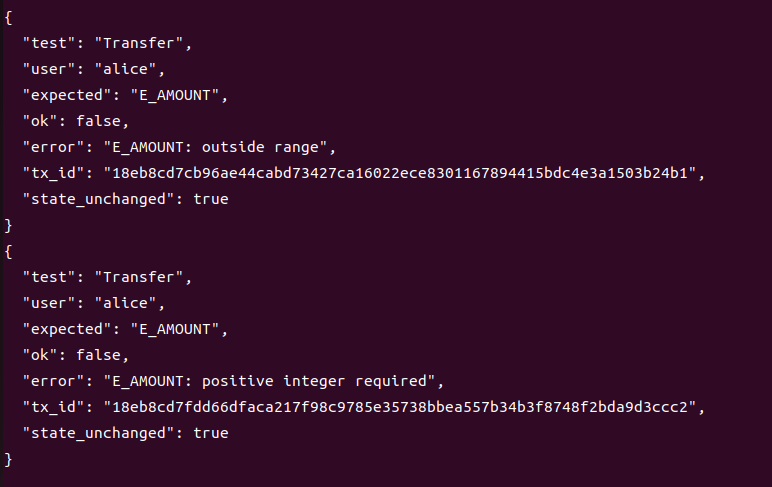 {
  "test": "Transfer",
  "user": "alice",
  "expected": "E_AMOUNT",
  "ok": false,
  "error": "E_AMOUNT: outside range",
  "tx_id": "18eb8cd7cb96ae44cabd73427ca16022ece8301167894415bdc4e3a1503b24b1",
  "state_unchanged": true
}
{
  "test": "Transfer",
  "user": "alice",
  "expected": "E_AMOUNT",
  "ok": false,
  "error": "E_AMOUNT: positive integer required",
  "tx_id": "18eb8cd7fdd66dfaca217f98c9785e35738bbea557b34b3f8748f2bda9d3ccc2",
  "state_unchanged": true
}